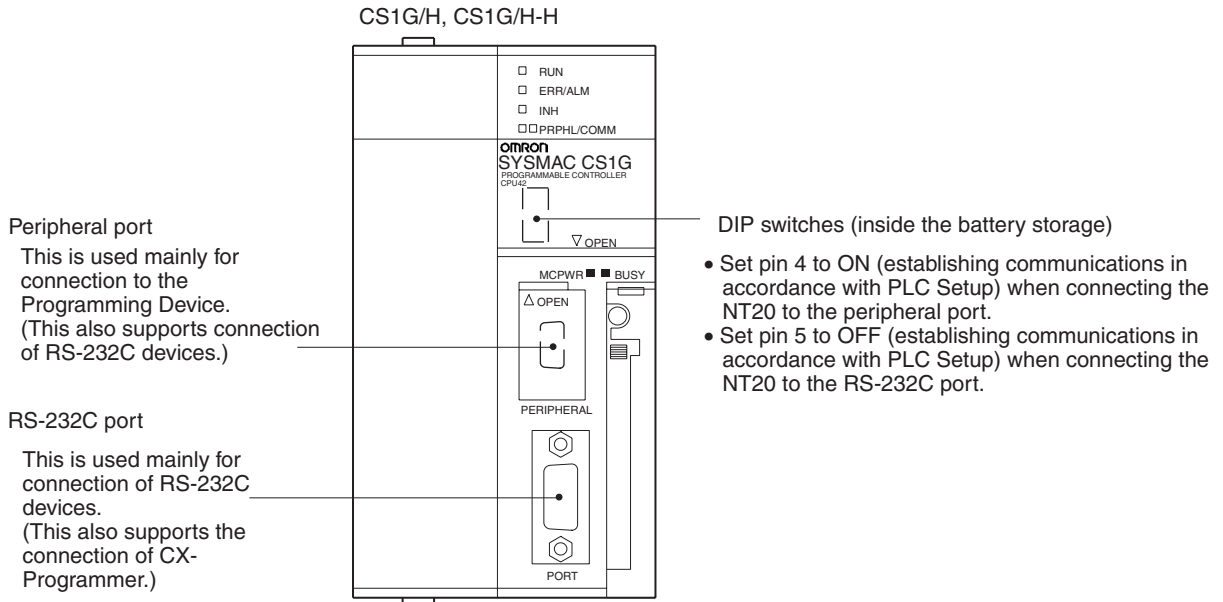 CS1G/H, CS1G/H-H
RUN
ERR/ALM
INH
PRPHL/COMM
OMRON
SYSMAC CS1G
PROGRAMMABLE CONTROLLER
CPU42
OPEN
MCPWR BUSY
OPEN
PERIPHERAL
PORT
Peripheral port
This is used mainly for
connection to the
Programming Device.
(This also supports connection
of RS-232C devices.)
RS-232C port
This is used mainly for
connection of RS-232C
devices.
(This also supports the
connection of CX-
Programmer.)
DIP switches (inside the battery storage)
• Set pin 4 to ON (establishing communications in
accordance with PLC Setup) when connecting the
NT20 to the peripheral port.
• Set pin 5 to OFF (establishing communications in
accordance with PLC Setup) when connecting the
NT20 to the RS-232C port.